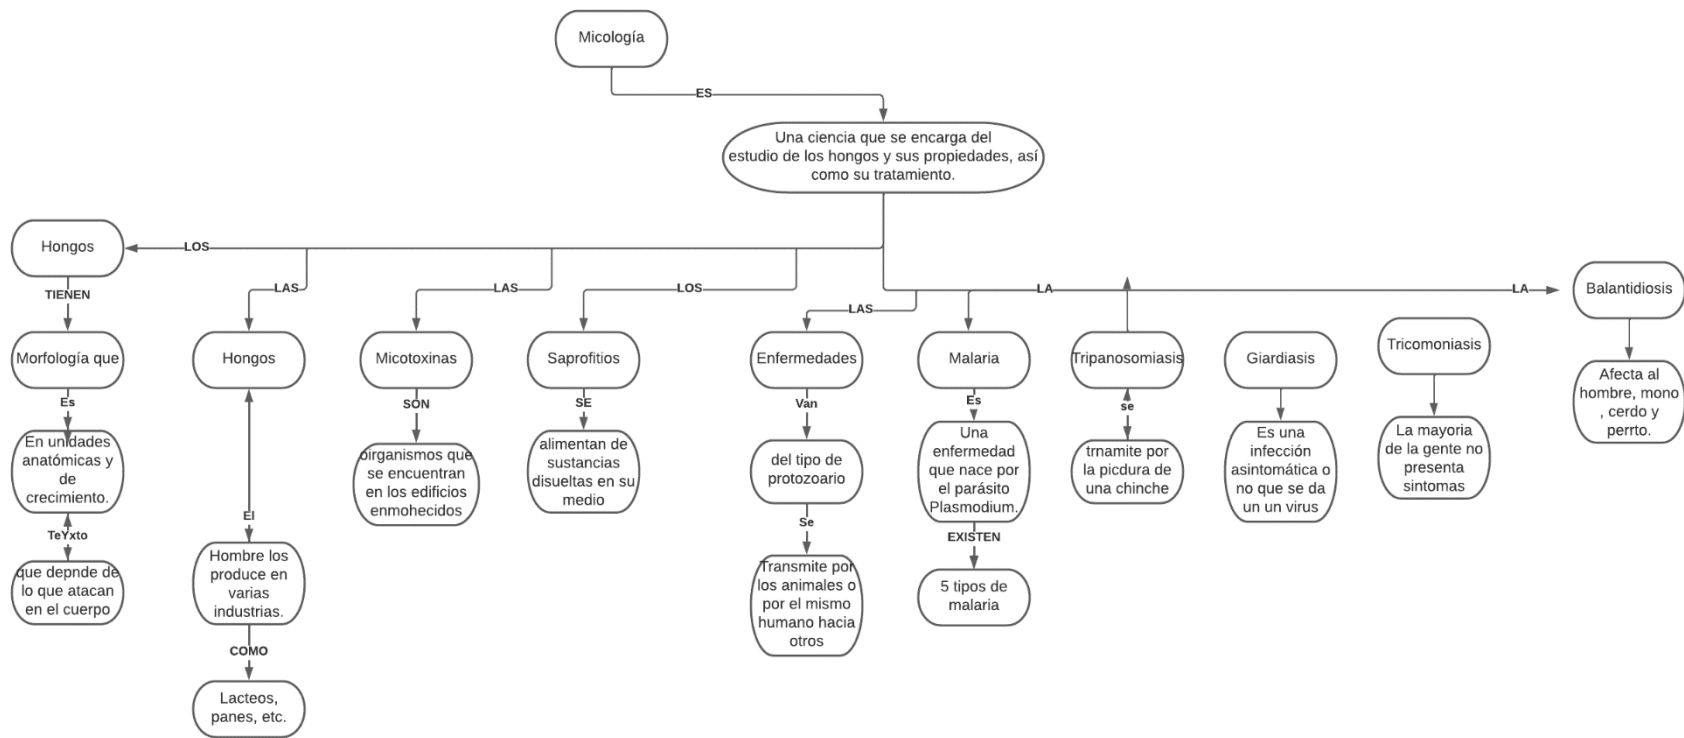 Micología
ES
Una ciencia que se encarga del
estudio de los hongos y sus propiedades, así
como su tratamiento.
Hongos
LOS
TIENEN
Morfología que
Es
En unidades
anatómicas y
de
crecimiento.
TeYxto
que depnde de
lo que atacan
en el cuerpo
LAS
Hongos
El
Hombre los
produce en
varias
industrias.
COMO
Lacteos,
panes, etc.
LAS
Micotoxinas
SON
oirganismos que
se encuentran
en los edificios
enmohecidos
LOS
Saprofitios
SE
alimentan de
sustancias
disueltas en su
medio
LAS
Enfermedades
Van
del tipo de
protozoario
Se
Transmite por
los animales o
por el mismo
humano hacia
otros
LA
Malaria
Es
Una
enfermedad
que nace por
el parásito
Plasmodium.
EXISTEN
5 tipos de
malaria
Tripanosomiasis
se
trnamite por
la picdura de
una chinche
Giardiasis
Es una
infección
asintomática o
no que se da
un un virus
Tricomoniasis
La mayoria
de la gente no
presenta
sintomas
LA
Balantidiosis
Afecta al
hombre, mono
, cerdo y
perrto.